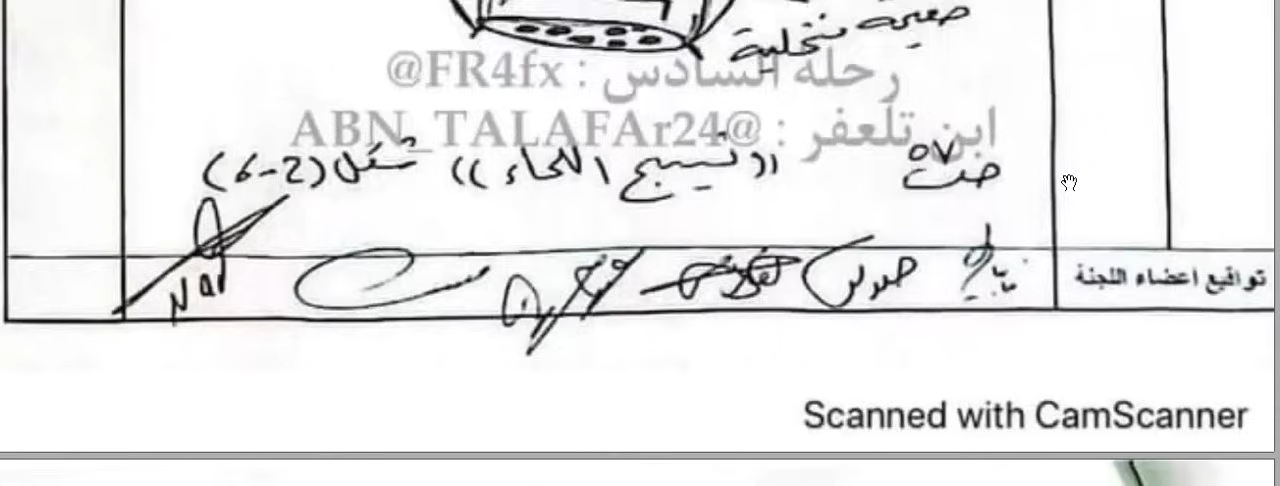 صفيحة منخلية
رحلة السادس : FR4fx@
ابن تلعفر : @ABN_TALAFAr24
ص٥٧ ((نسيج اللحاء)) شكل (2-6)
تواقيع اعضاء اللجنة
Scanned with CamScanner